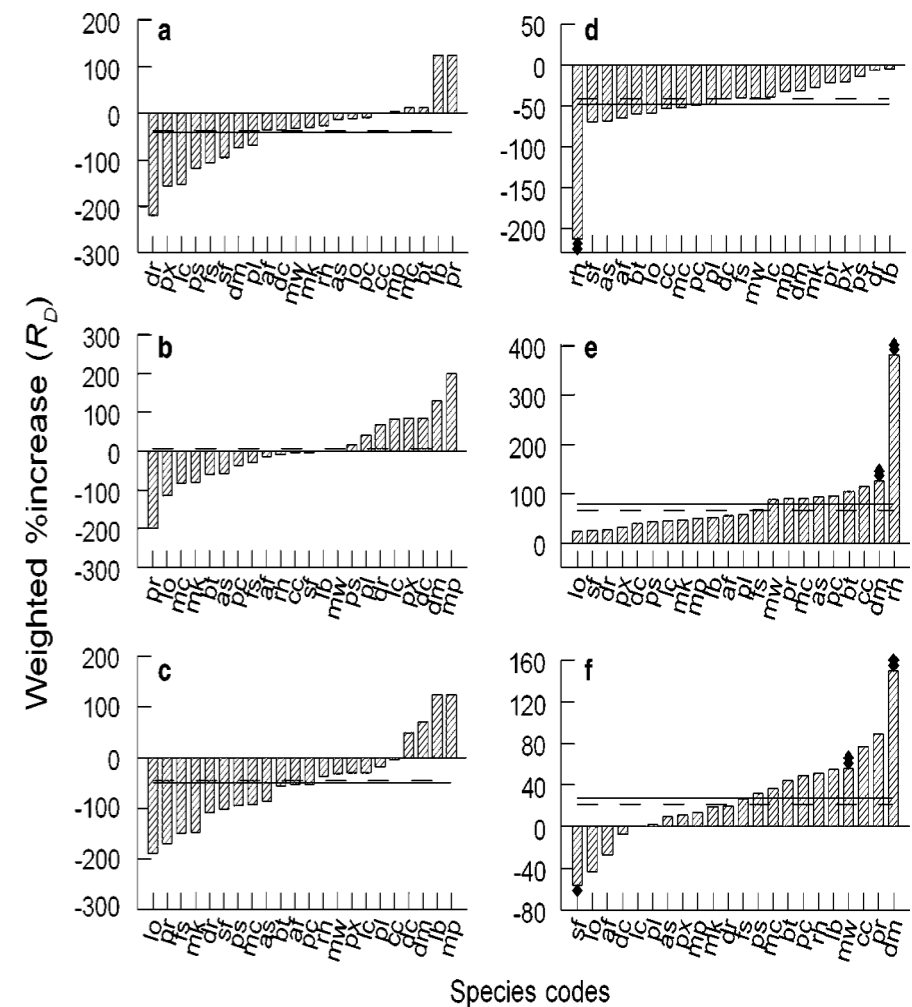 Weighted %increase (R_D)
a
200
100
0
-100
-200
-300
dr px lc ps fs sf dm pl af dc mw mk rh as lo pc cc mp mc bt lb pr
b
300
200
100
0
-100
-200
-300
pr lo mc mk bt as pc fs af rh cc sf lb mw ps pl dr lc px dc dm mp
c
200
100
0
-100
-200
-300
lo pr fs mk dr sf ps mc as bt af pc rh mw px lc pl cc dc dm lb mp
d
50
0
-50
-100
-150
-200
rh sf as af bt lo cc mc pc pl dc fs mw lc mp dm mk pr px ps dr lb
e
400
300
200
100
0
lo sf dr px dc ps lc mk mp lb af pl fs mw pr mc as pc bt cc dm rh
f
160
120
80
40
0
-40
-80
sf lo af dc lc pl as px mp mk dr fs ps mc bt pc rh lb mw cc pr dm
Species codes